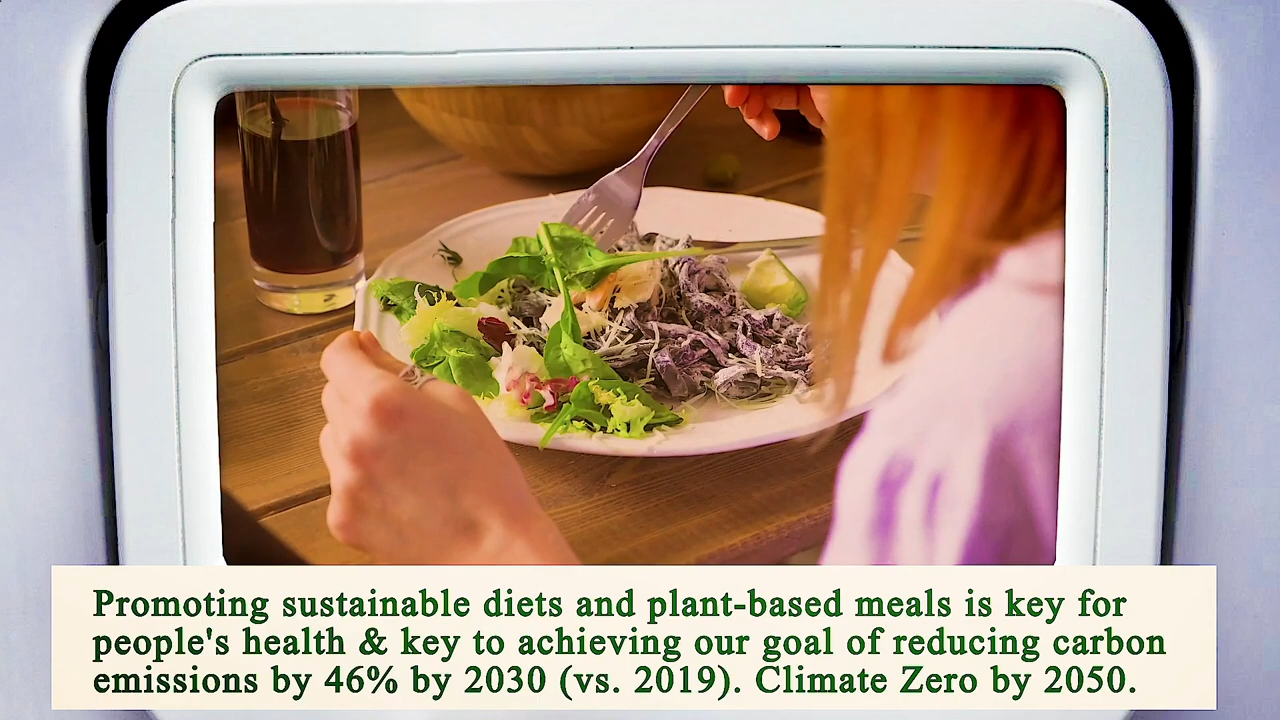 Promoting sustainable diets and plant-based meals is key for
people's health & key to achieving our goal of reducing carbon
emissions by 46% by 2030 (vs. 2019). Climate Zero by 2050.